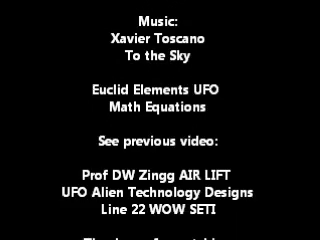 Music:
Xavier Toscano
To the Sky
Euclid Elements UFO
Math Equations
See previous video:
Prof DW Zingg AIR LIFT
UFO Alien Technology Designs
Line 22 WOW SETI